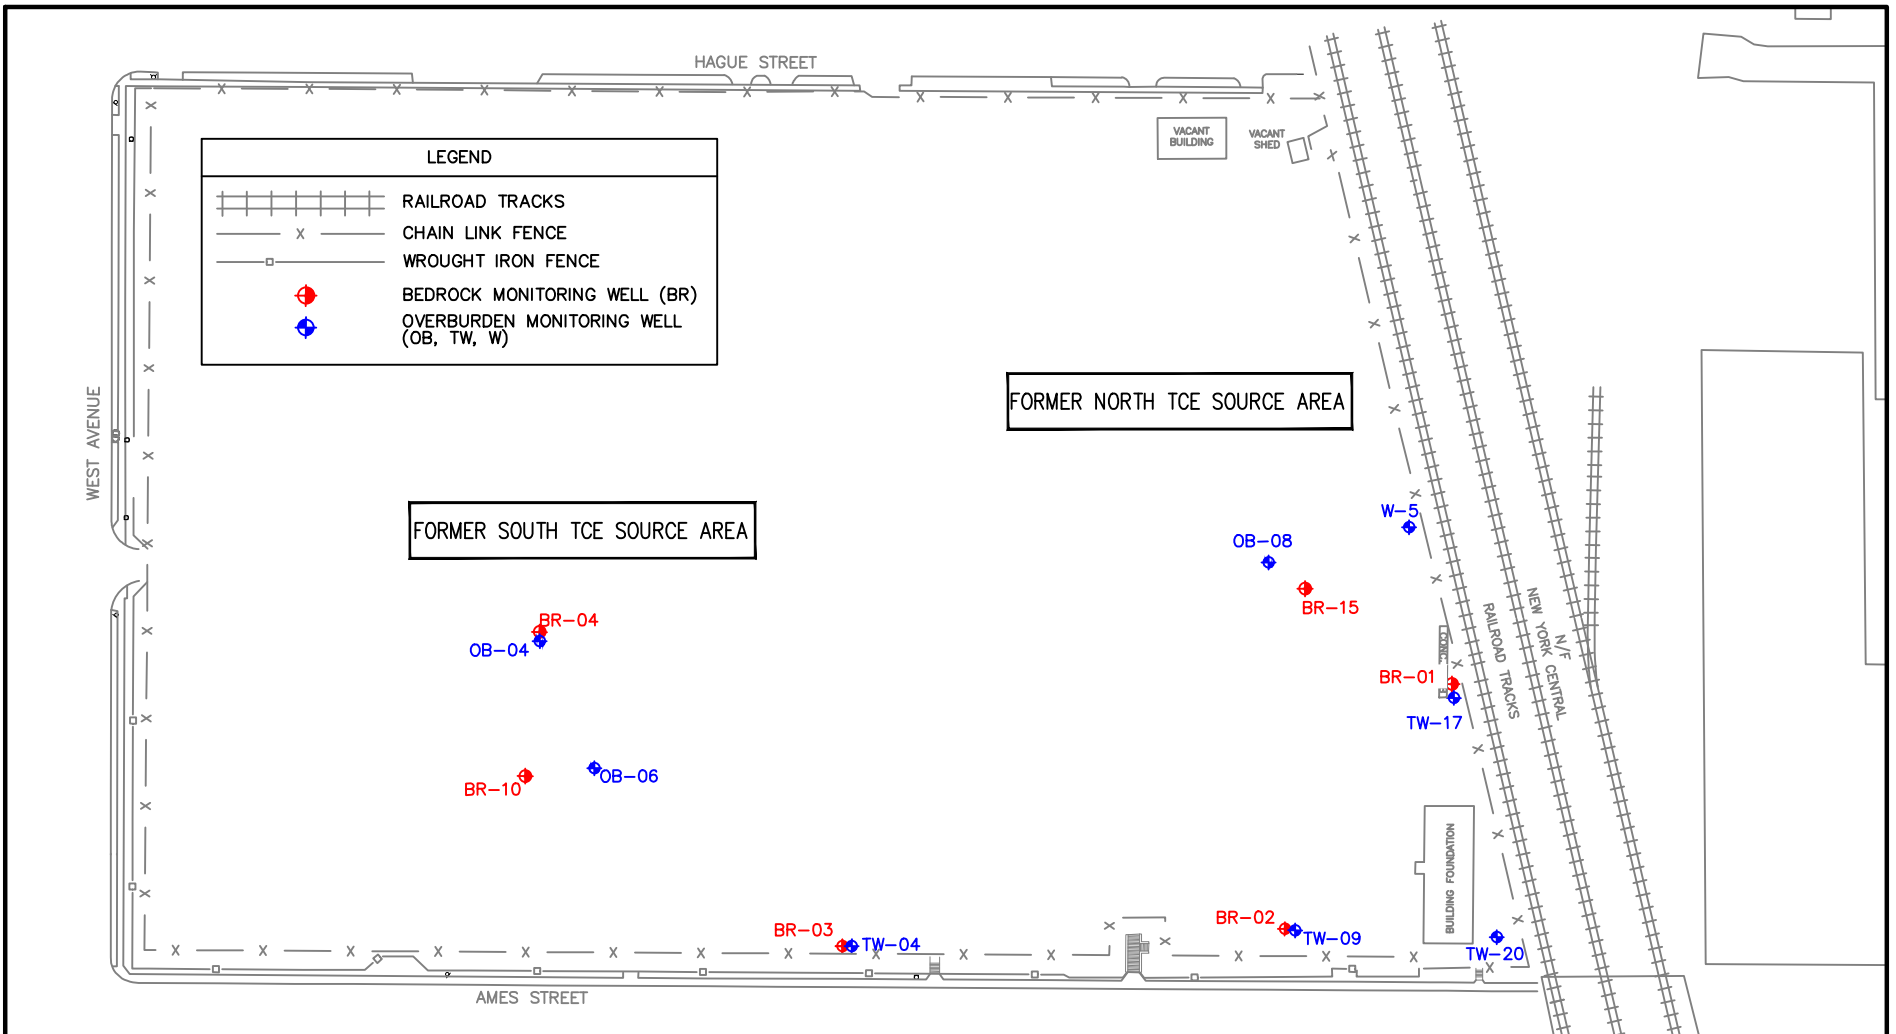 HAGUE STREET
VACANT
BUILDING
VACANT
SHED
LEGEND
RAILROAD TRACKS
X CHAIN LINK FENCE
WROUGHT IRON FENCE
BEDROCK MONITORING WELL (BR)
OVERBURDEN MONITORING WELL
(OB, TW, W)
WEST AVENUE
FORMER NORTH TCE SOURCE AREA
FORMER SOUTH TCE SOURCE AREA
W-5
OB-08
BR-15
BR-04
OB-04
CONC.
BR-01
TW-17
RAILROAD TRACKS
NEW YORK CENTRAL
N/F
BR-10
OB-06
BUILDING FOUNDATION
BR-03
TW-04
BR-02
TW-09
TW-20
AMES STREET